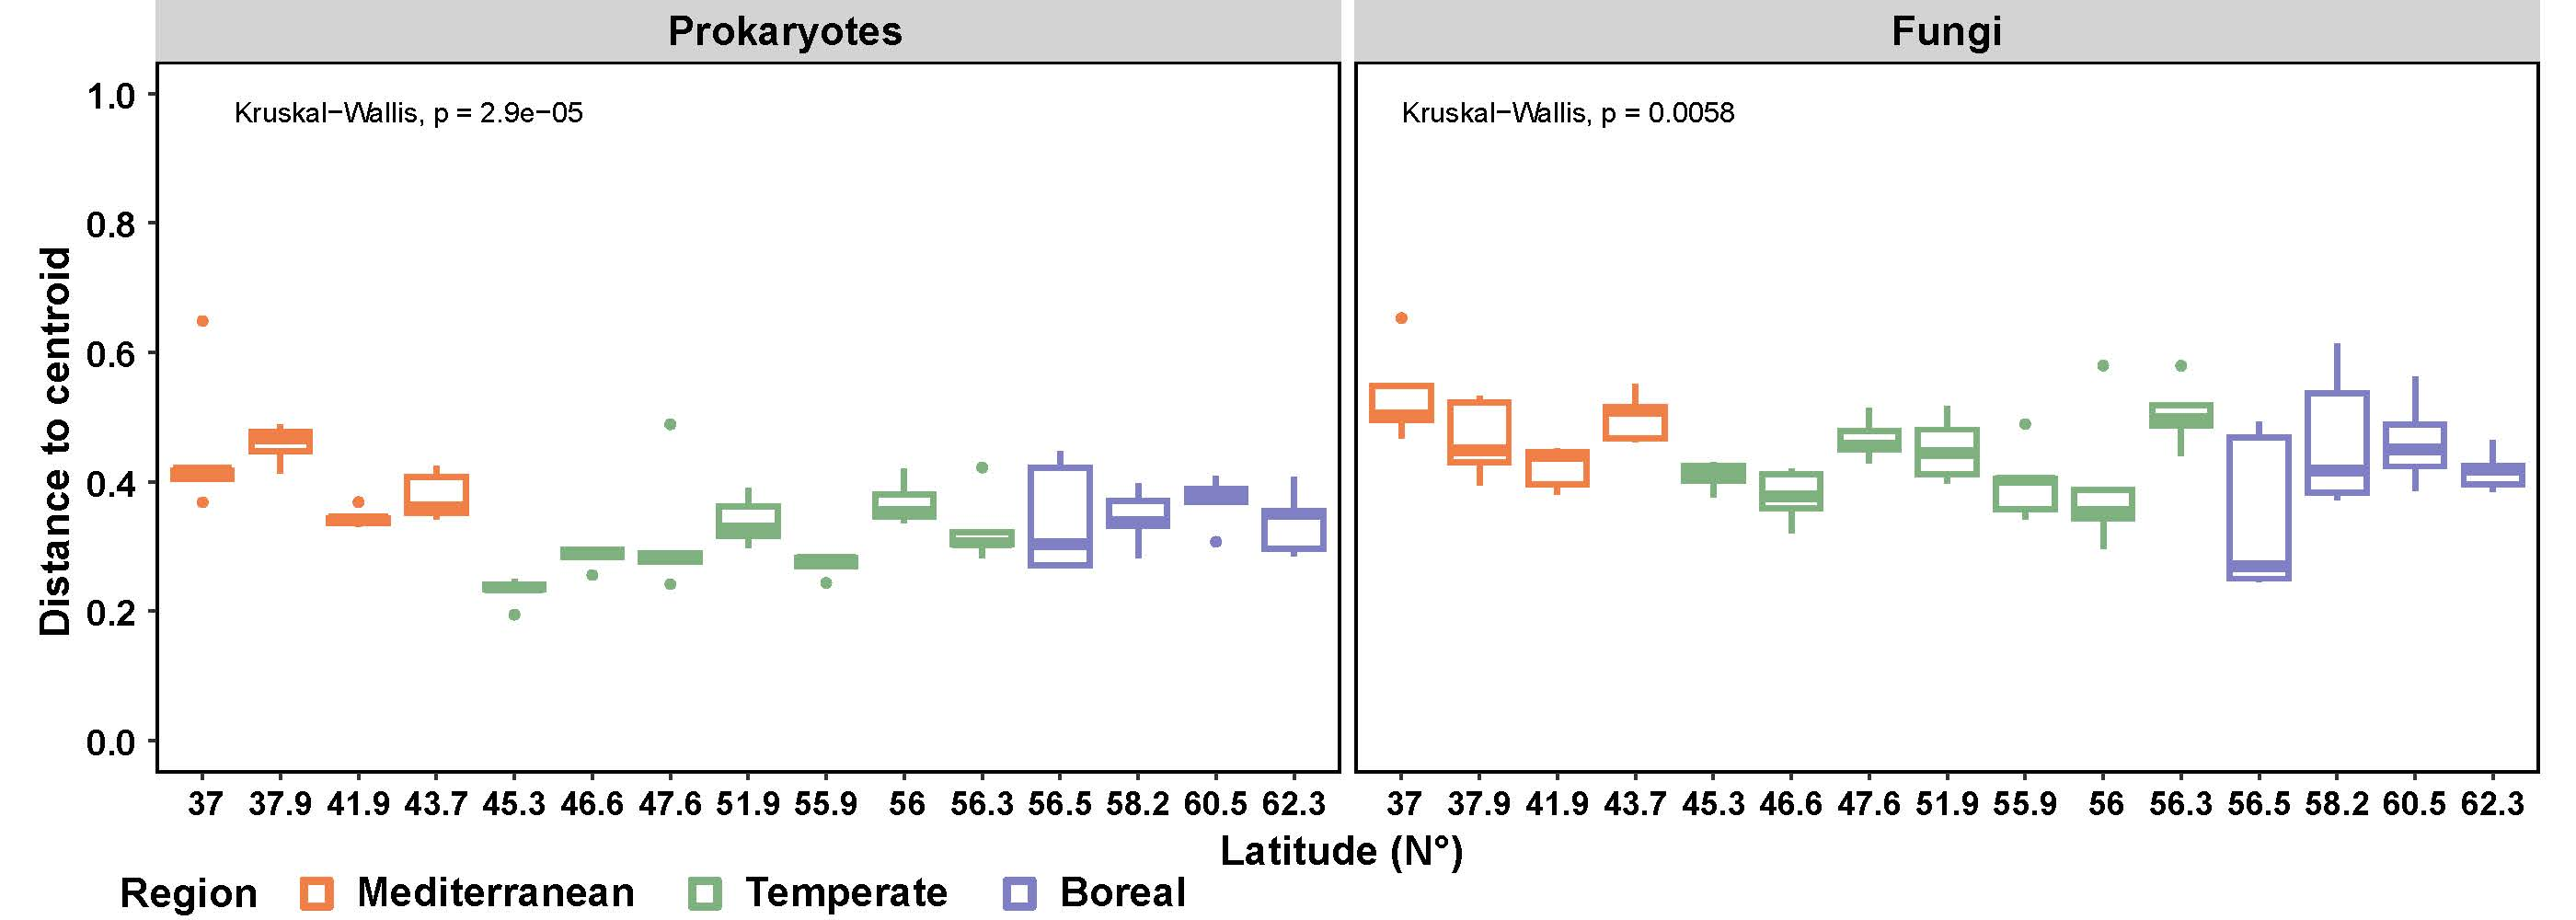 Prokaryotes
Fungi
Kruskal−Wallis, p = 2.9e−05
Kruskal−Wallis, p = 0.0058
Distance to centroid
1.0
0.8
0.6
0.4
0.2
0.0
37 37.9 41.9 43.7 45.3 46.6 47.6 51.9 55.9 56 56.3 56.5 58.2 60.5 62.3
37 37.9 41.9 43.7 45.3 46.6 47.6 51.9 55.9 56 56.3 56.5 58.2 60.5 62.3
Latitude (N°)
Region Mediterranean Temperate Boreal